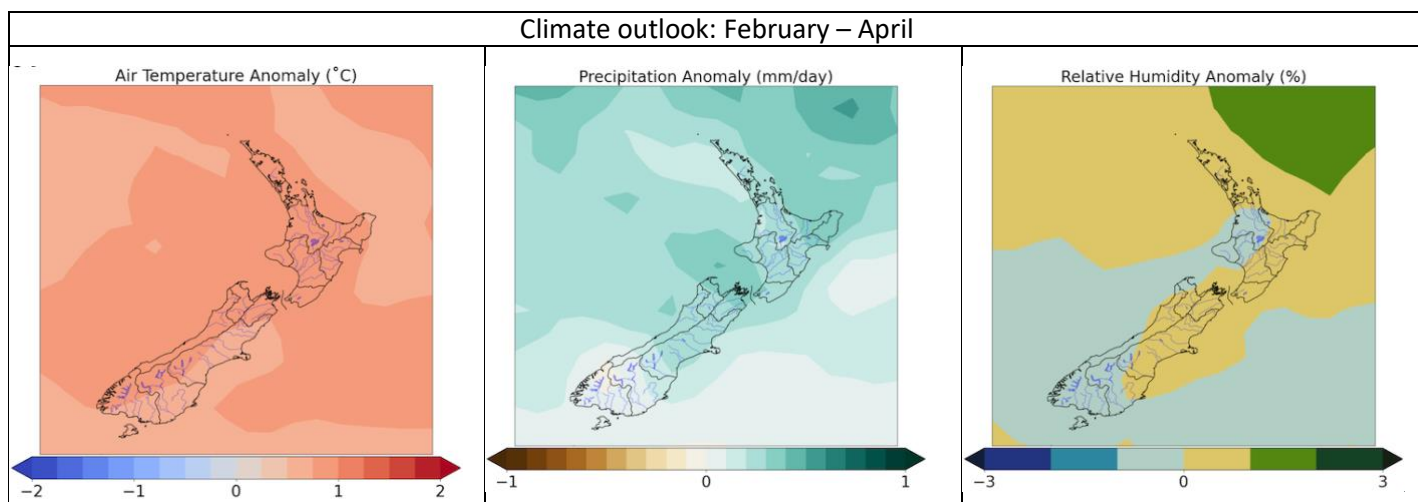 Climate outlook: February – April
Air Temperature Anomaly (˚C)
Precipitation Anomaly (mm/day)
Relative Humidity Anomaly (%)
−2 −1 0 1 2
−1 0 1
−3 0 3